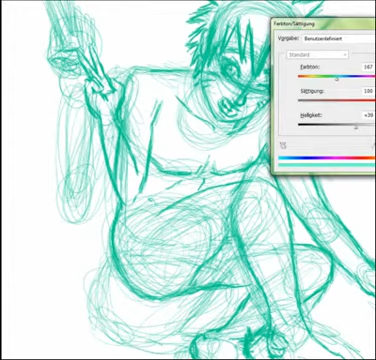 Farbton/Sättigung
Vorgabe: Benutzerdefiniert
Standard
Farbton: 167
Sättigung: 100
Helligkeit: +39